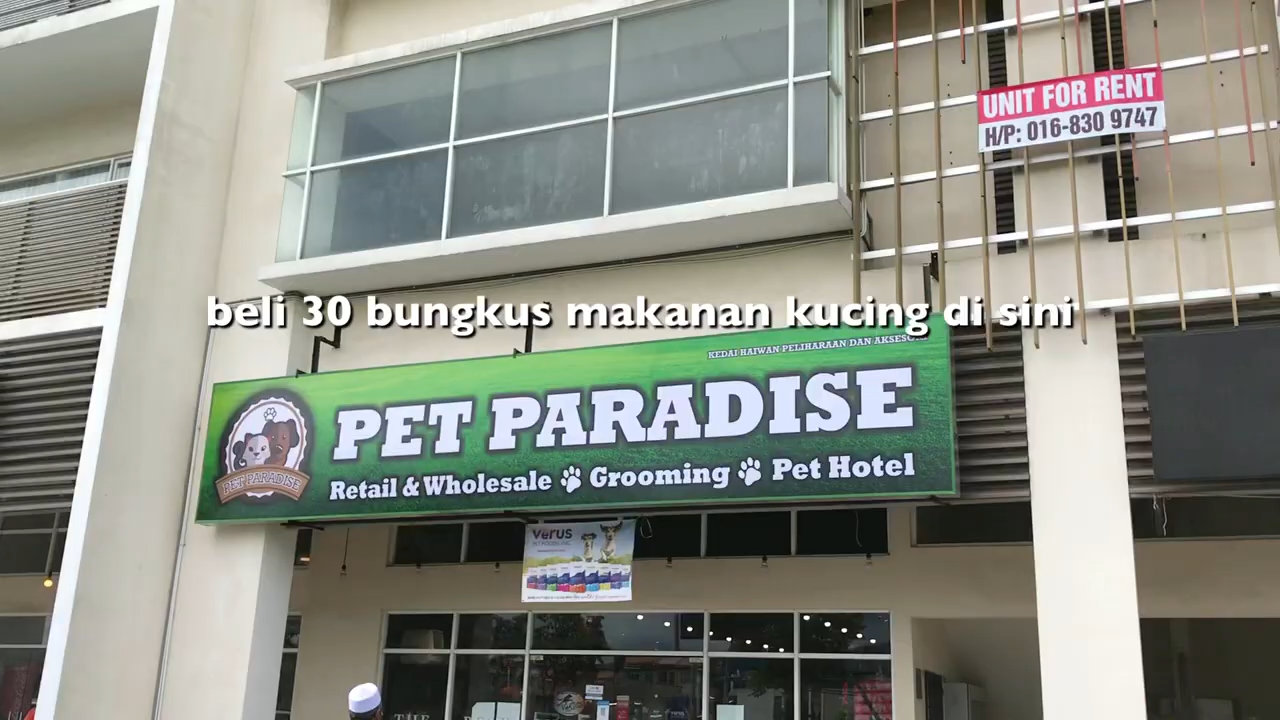 UNIT FOR RENT
H/P: 016-830 9747
beli 30 bungkus makanan kucing di sini
KEDAI HAIWAN PELIHARAAN DAN
PET PARADISE
Retail & Wholesale Grooming Pet Hotel
PET PARADISE
verus
THE